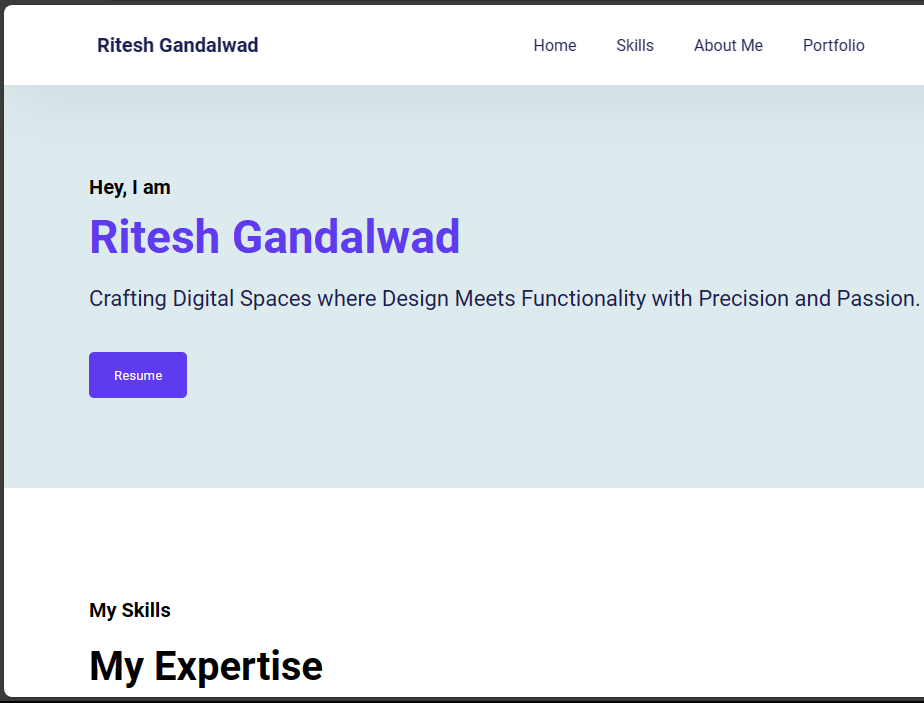 Ritesh Gandalwad Home Skills About Me Portfolio
Hey, I am
Ritesh Gandalwad
Crafting Digital Spaces where Design Meets Functionality with Precision and Passion.
Resume
My Skills
My Expertise